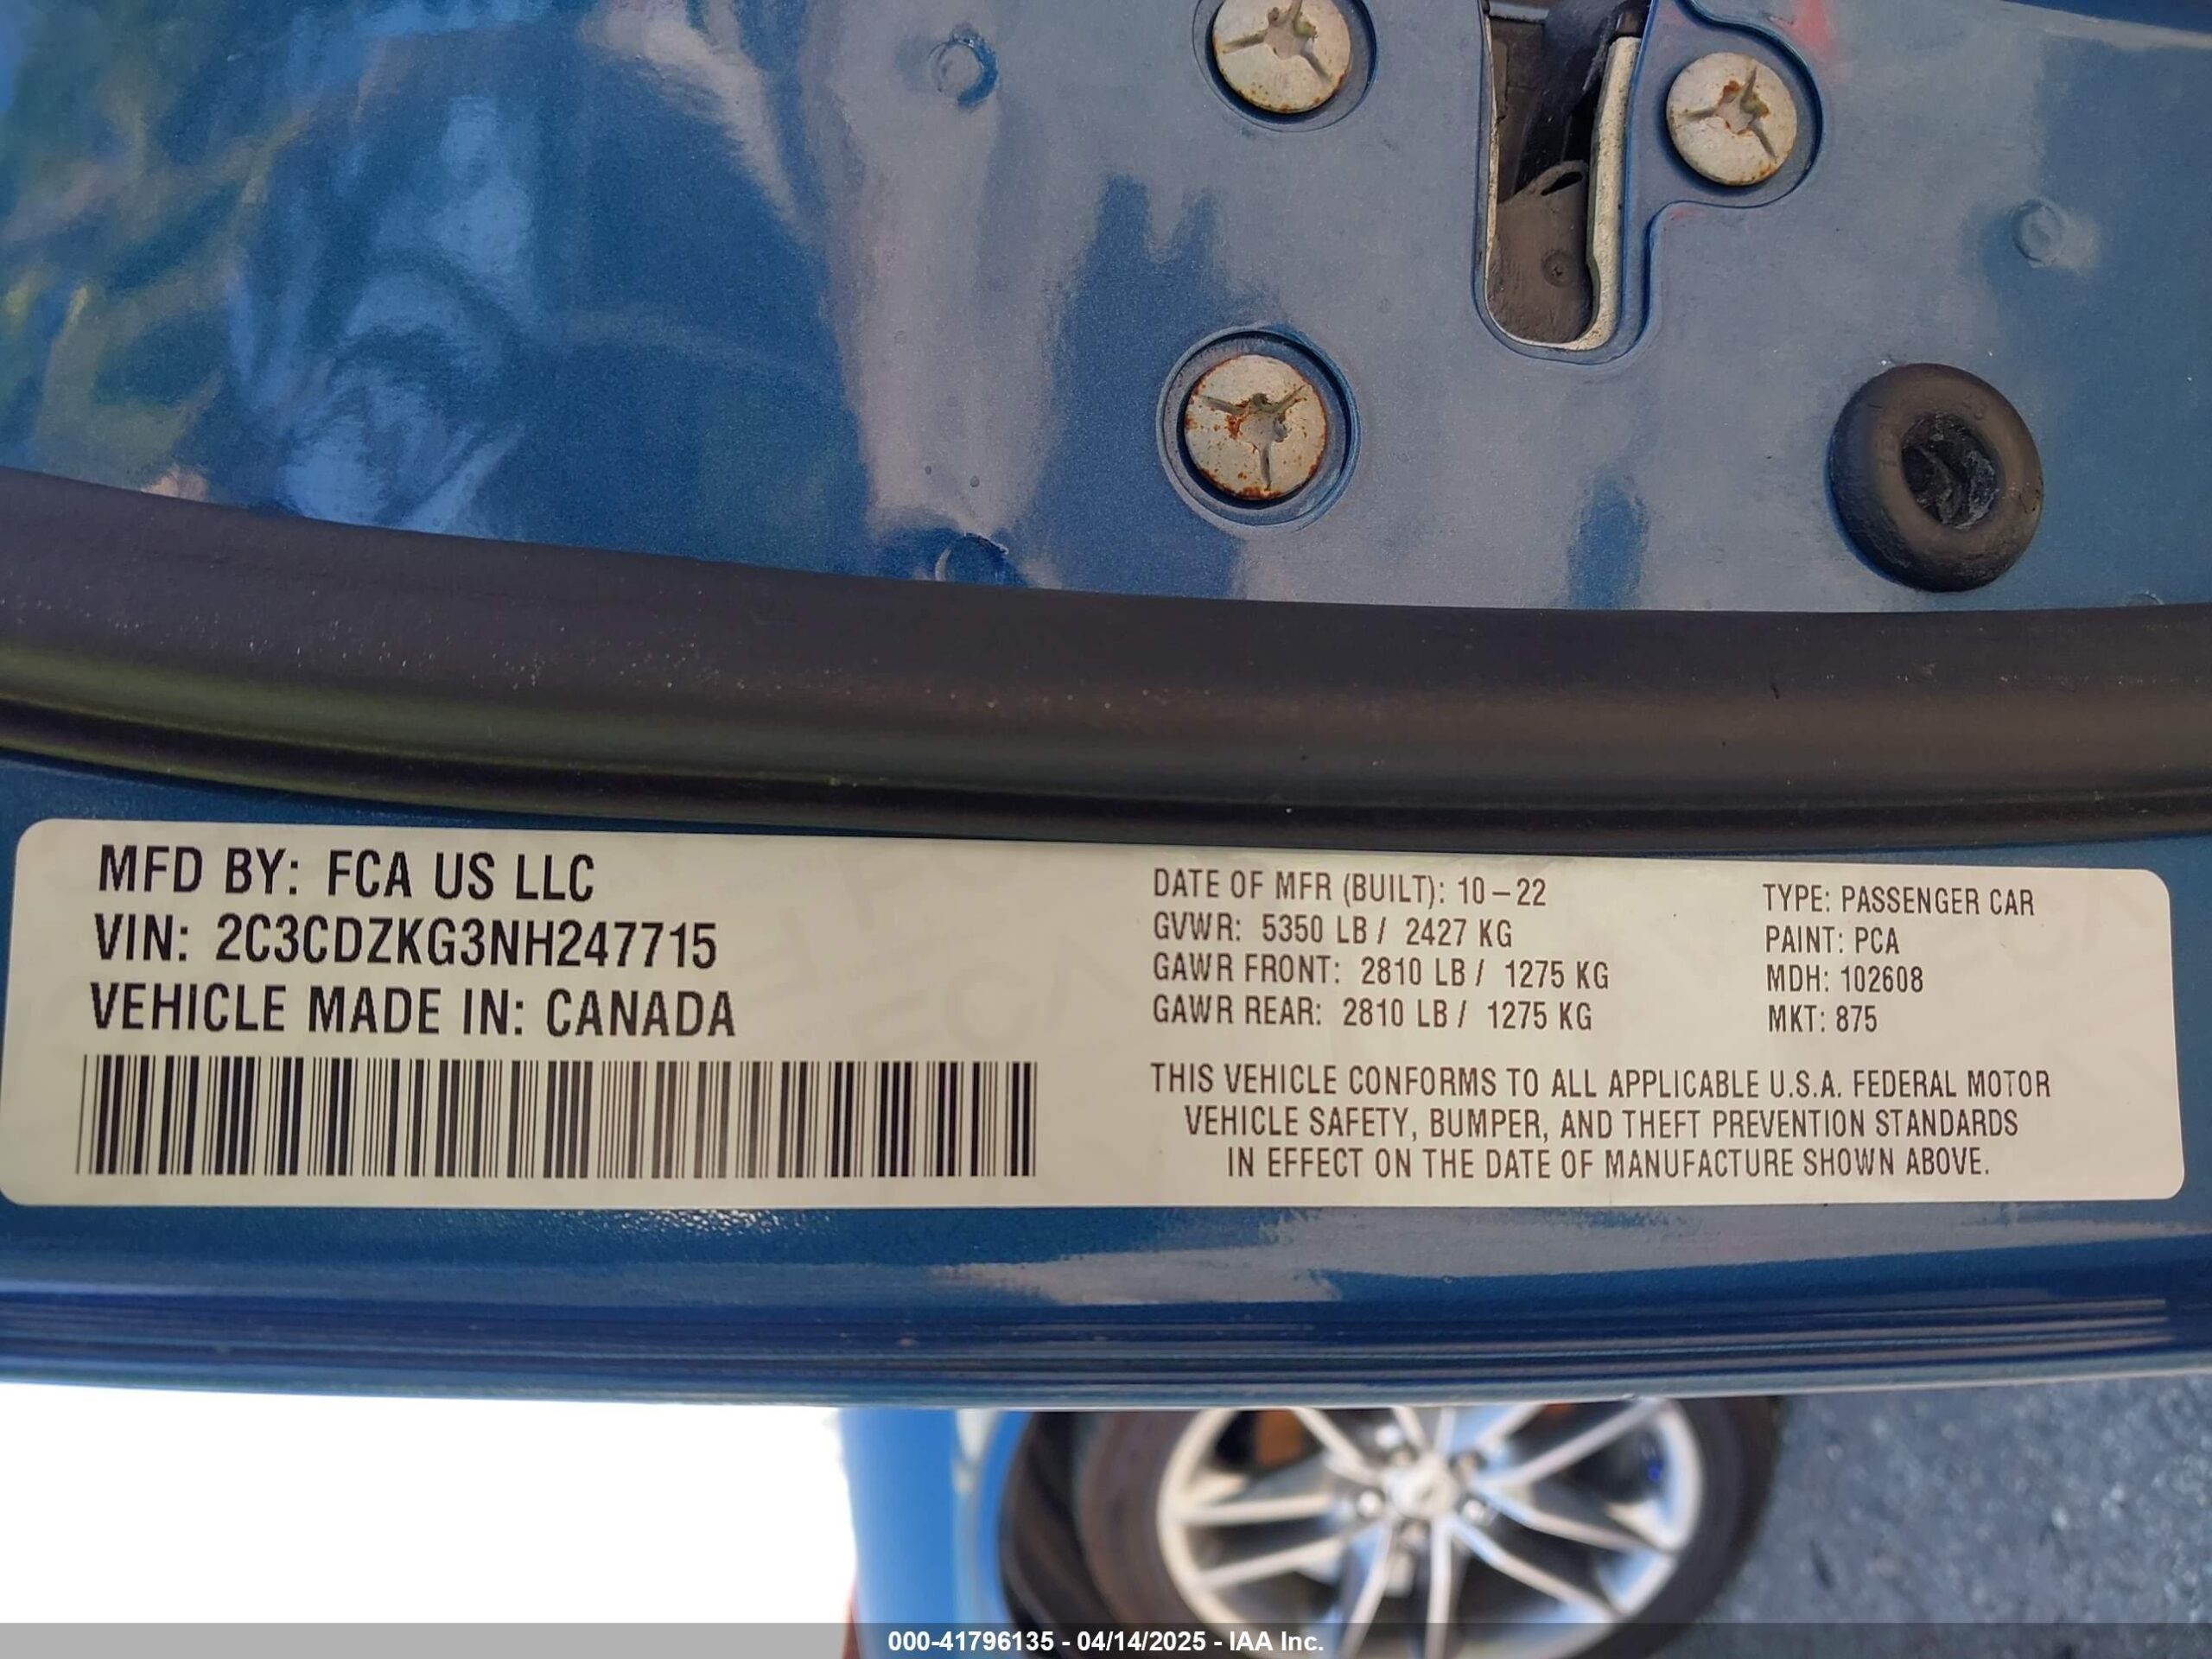 MFD BY: FCA US LLC
VIN: 2C3CDZKG3NH247715
VEHICLE MADE IN: CANADA
DATE OF MFR (BUILT): 10-22
GVWR: 5350 LB / 2427 KG
GAWR FRONT: 2810 LB / 1275 KG
GAWR REAR: 2810 LB / 1275 KG
TYPE: PASSENGER CAR
PAINT: PCA
MDH: 102608
MKT: 875
THIS VEHICLE CONFORMS TO ALL APPLICABLE U.S.A. FEDERAL MOTOR
VEHICLE SAFETY, BUMPER, AND THEFT PREVENTION STANDARDS
IN EFFECT ON THE DATE OF MANUFACTURE SHOWN ABOVE.
000-41796135 - 04/14/2025 - IAA Inc.